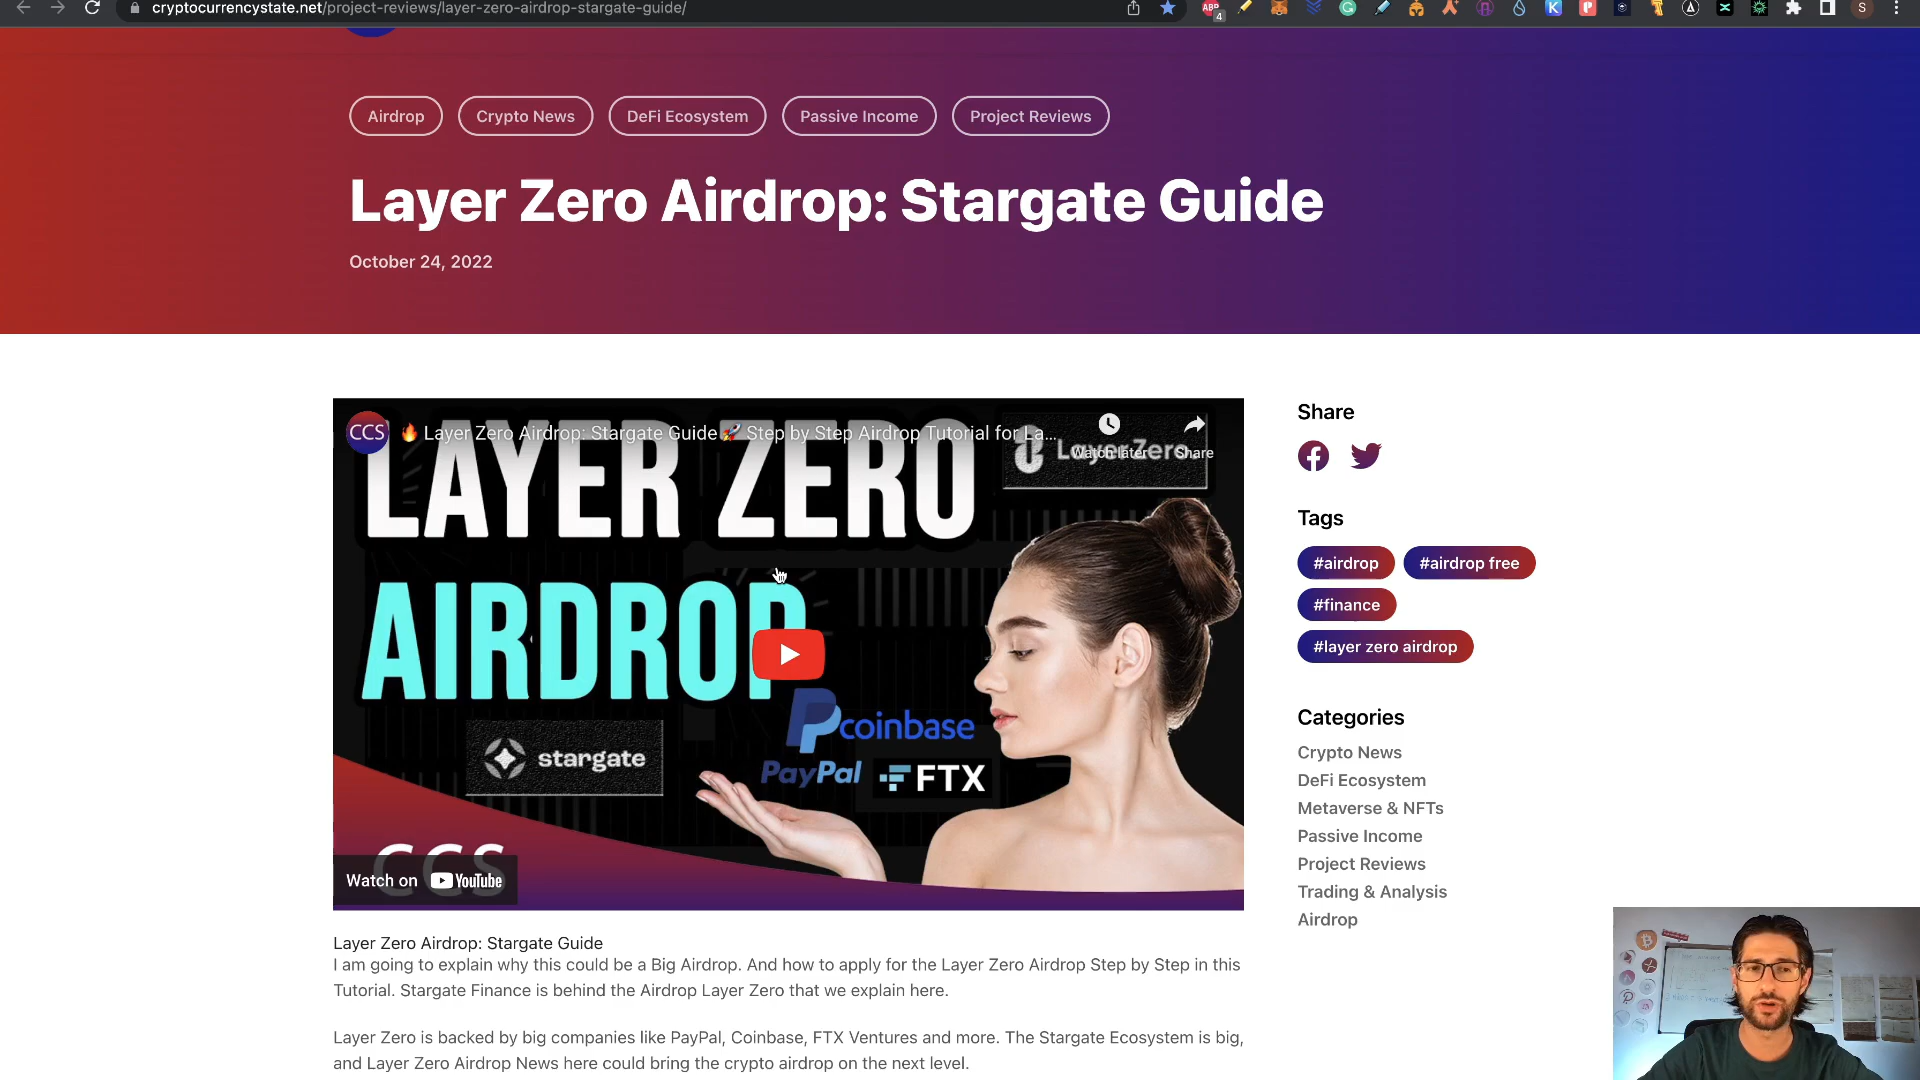 cryptocurrencystate.net/project-reviews/layer-zero-airdrop-stargate-guide/
ABP
4
S
Airdrop
Crypto News
DeFi Ecosystem
Passive Income
Project Reviews
Layer Zero Airdrop: Stargate Guide
October 24, 2022
CCS
🔥 Layer Zero Airdrop: Stargate Guide🚀 Step by Step Airdrop Tutorial for La...
Watch later
Share
LayerZero
LAYER ZERO
AIRDROP
stargate
coinbase
PayPal
FTX
CCS
Watch on YouTube
Share
Tags
#airdrop
#airdrop free
#finance
#layer zero airdrop
Categories
Crypto News
DeFi Ecosystem
Metaverse & NFTs
Passive Income
Project Reviews
Trading & Analysis
Airdrop
Layer Zero Airdrop: Stargate Guide
I am going to explain why this could be a Big Airdrop. And how to apply for the Layer Zero Airdrop Step by Step in this
Tutorial. Stargate Finance is behind the Airdrop Layer Zero that we explain here.
Layer Zero is backed by big companies like PayPal, Coinbase, FTX Ventures and more. The Stargate Ecosystem is big,
and Layer Zero Airdrop News here could bring the crypto airdrop on the next level.